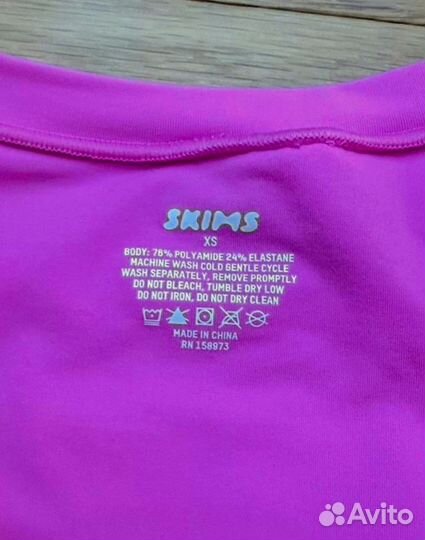 SKIMS
XS
BODY: 76% POLYAMIDE 24% ELASTANE
MACHINE WASH COLD GENTLE CYCLE
WASH SEPARATELY, REMOVE PROMPTLY
DO NOT BLEACH, TUMBLE DRY LOW
DO NOT IRON, DO NOT DRY CLEAN
MADE IN CHINA
RN 158973
Avito